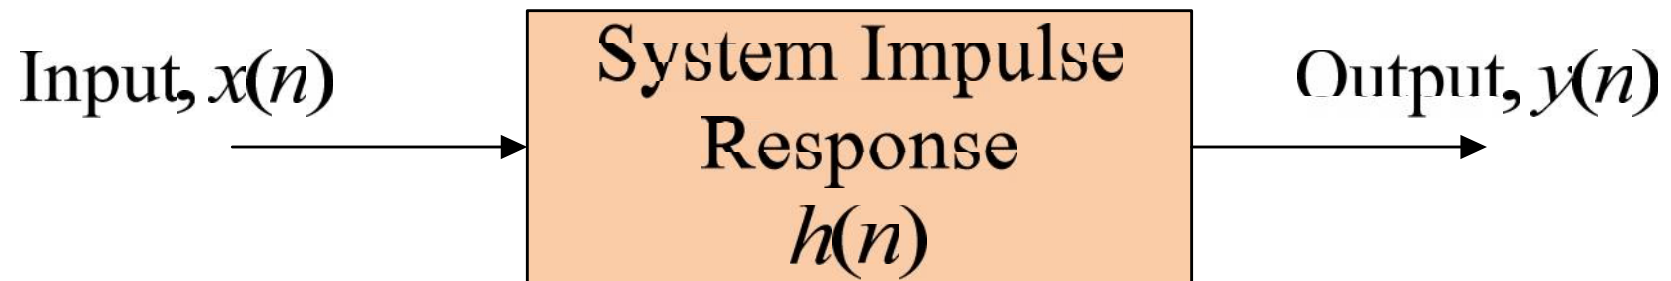 Input, x(n)
System Impulse
Response
h(n)
Output, y(n)